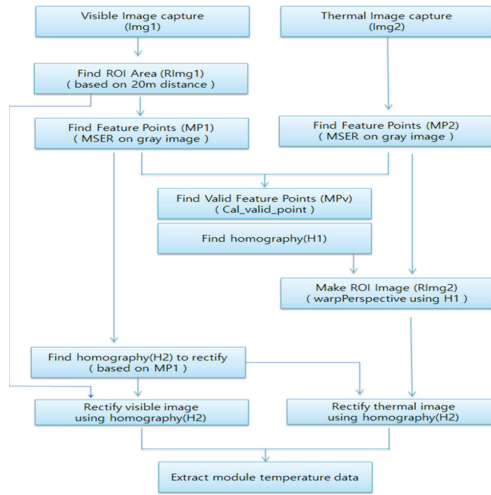 Visible Image capture
(Img1)
Thermal Image capture
(Img2)
Find ROI Area (RImg1)
( based on 20m distance )
Find Feature Points (MP1)
( MSER on gray image )
Find Feature Points (MP2)
( MSER on gray image )
Find Valid Feature Points (MPv)
( Cal_valid_point )
Find homography(H1)
Make ROI Image (RImg2)
( warpPerspective using H1 )
Find homography(H2) to rectify
( based on MP1 )
Rectify visible image
using homography(H2)
Rectify thermal image
using homography(H2)
Extract module temperature data